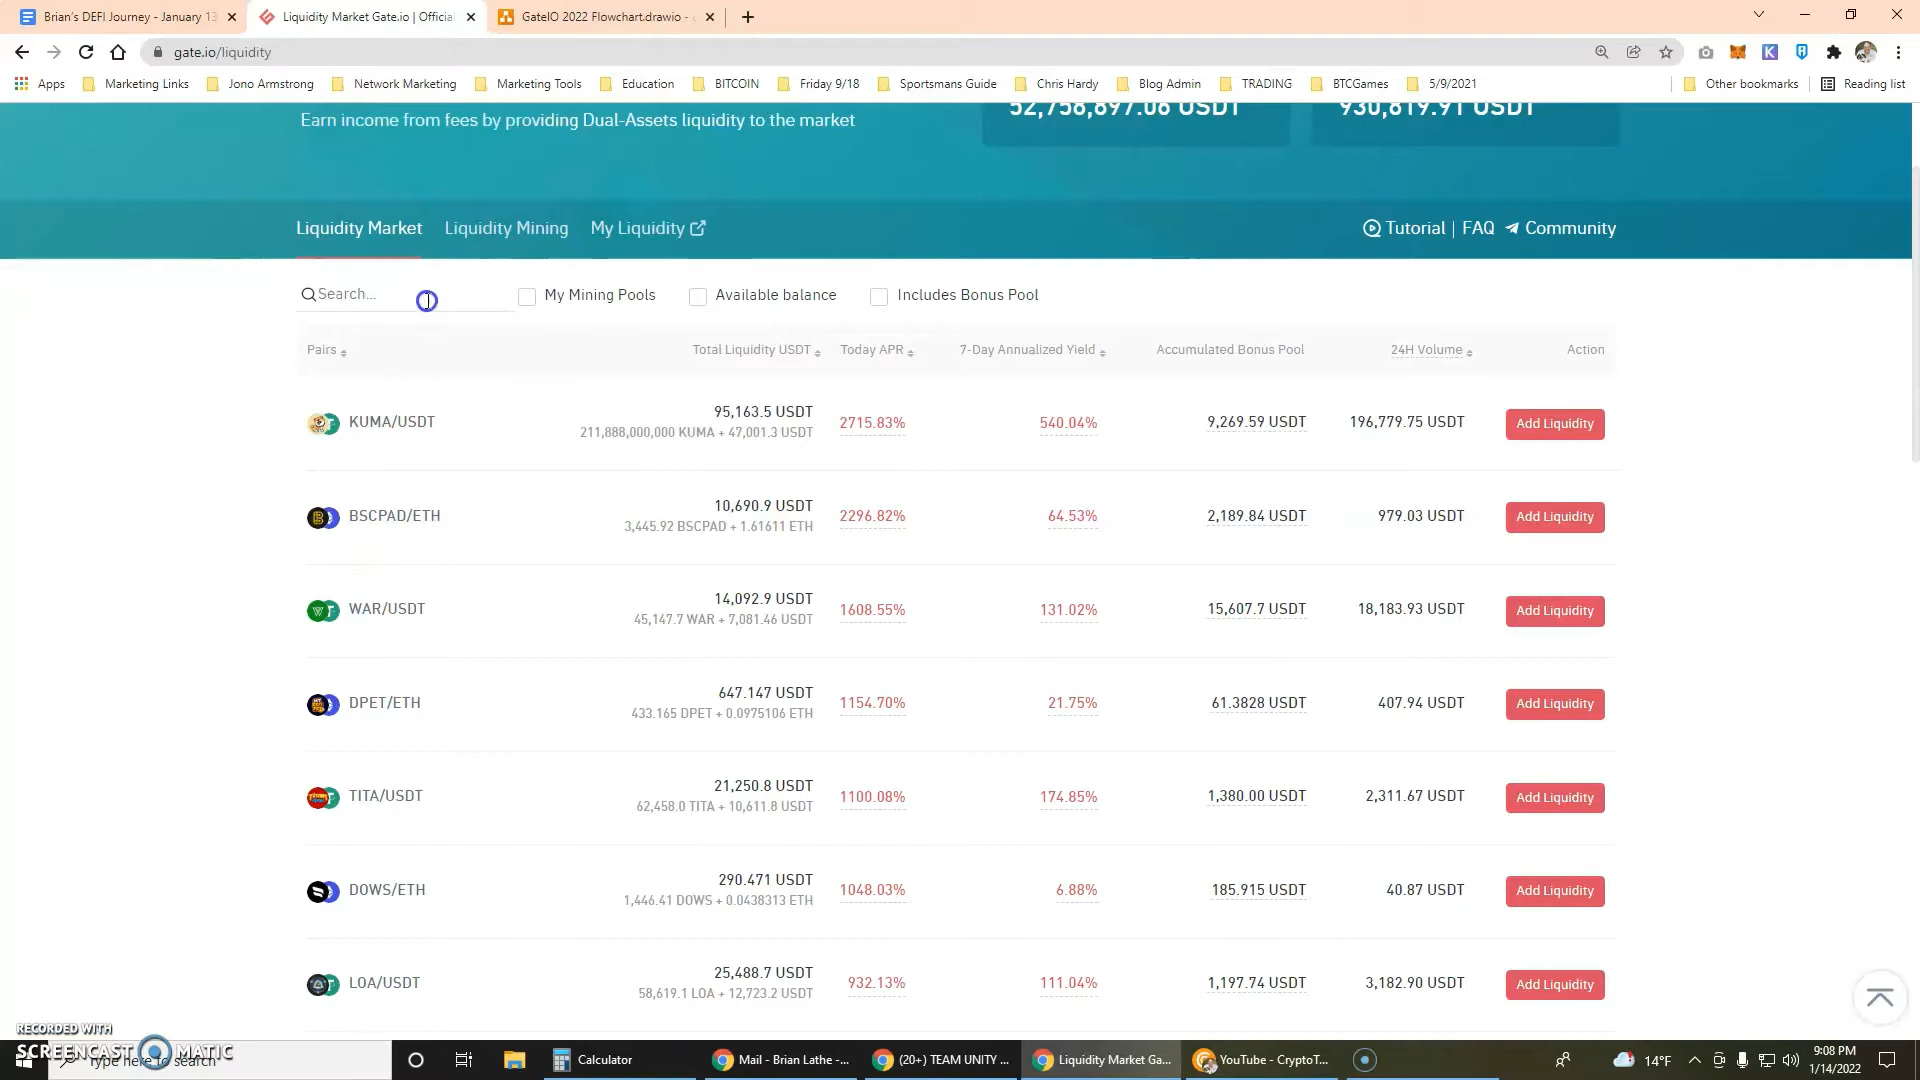 Brian's DEFI Journey - January 13
Liquidity Market Gate.io | Official
GateIO 2022 Flowchart.drawio -
gate.io/liquidity
Apps
Marketing Links
Jono Armstrong
Network Marketing
Marketing Tools
Education
BITCOIN
Friday 9/18
Sportsmans Guide
Chris Hardy
Blog Admin
TRADING
BTCGames
5/9/2021
Other bookmarks
Reading list
Earn income from fees by providing Dual-Assets liquidity to the market
52,758,897.06 USDT
930,819.91 USDT
Liquidity Market
Liquidity Mining
My Liquidity
Tutorial | FAQ
Community
Search...
My Mining Pools
Available balance
Includes Bonus Pool
Pairs
Total Liquidity USDT
Today APR
7-Day Annualized Yield
Accumulated Bonus Pool
24H Volume
Action
KUMA/USDT
95,163.5 USDT
211,888,000,000 KUMA + 47,001.3 USDT
2715.83%
540.04%
9,269.59 USDT
196,779.75 USDT
Add Liquidity
BSCPAD/ETH
10,690.9 USDT
3,445.92 BSCPAD + 1.61611 ETH
2296.82%
64.53%
2,189.84 USDT
979.03 USDT
Add Liquidity
WAR/USDT
14,092.9 USDT
45,147.7 WAR + 7,081.46 USDT
1608.55%
131.02%
15,607.7 USDT
18,183.93 USDT
Add Liquidity
DPET/ETH
647.147 USDT
433.165 DPET + 0.0975106 ETH
1154.70%
21.75%
61.3828 USDT
407.94 USDT
Add Liquidity
TITA/USDT
21,250.8 USDT
62,458.0 TITA + 10,611.8 USDT
1100.08%
174.85%
1,380.00 USDT
2,311.67 USDT
Add Liquidity
DOWS/ETH
290.471 USDT
1,446.41 DOWS + 0.0438313 ETH
1048.03%
6.88%
185.915 USDT
40.87 USDT
Add Liquidity
LOA/USDT
25,488.7 USDT
58,619.1 LOA + 12,723.2 USDT
932.13%
111.04%
1,197.74 USDT
3,182.90 USDT
Add Liquidity
RECORDED WITH
SCREENCAST MATIC
Type here to search
Calculator
Mail - Brian Lathe -...
(20+) TEAM UNITY ...
Liquidity Market Ga...
YouTube - CryptoT...
14°F
9:08 PM
1/14/2022